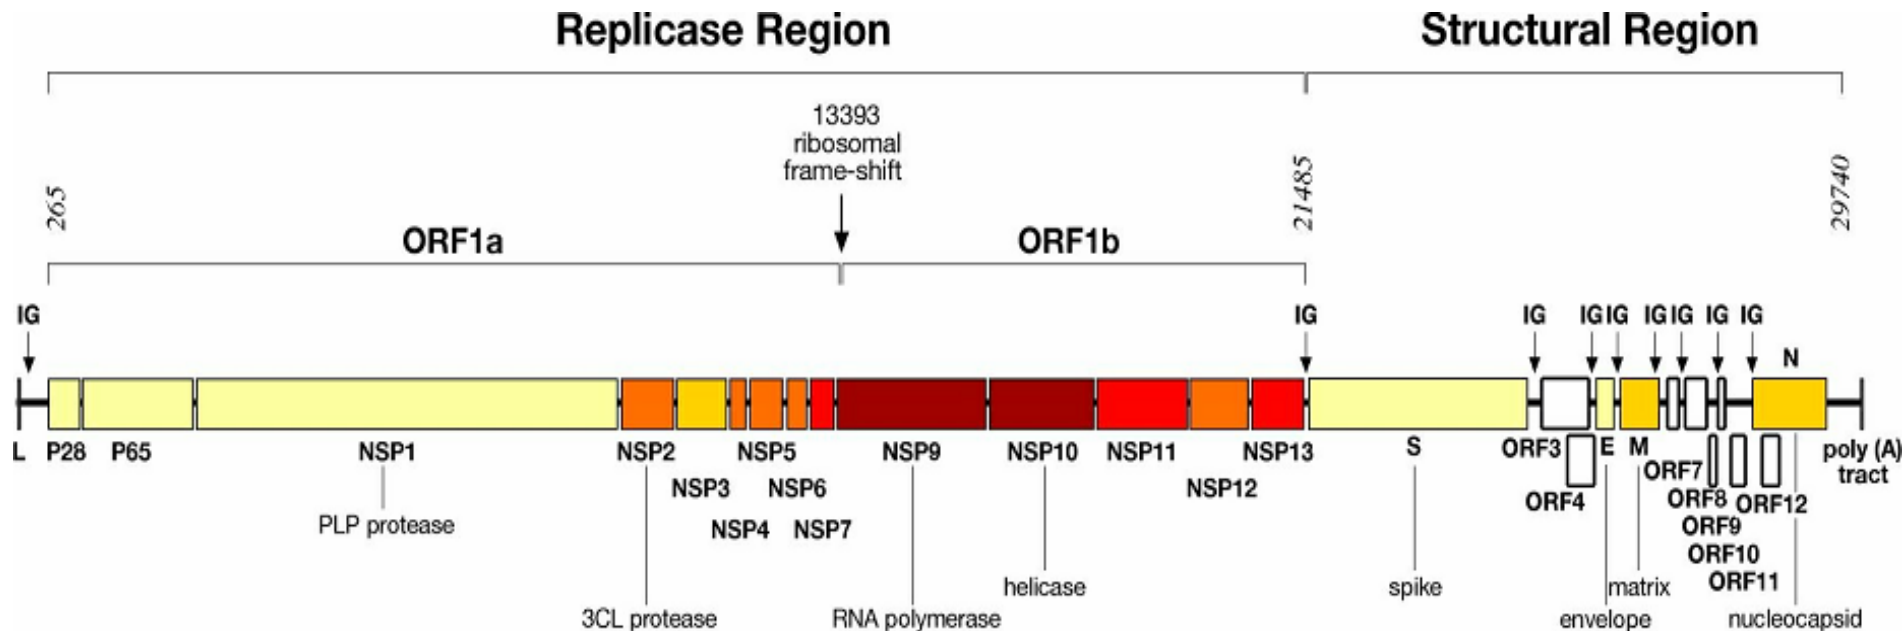 Replicase Region
Structural Region
13393
ribosomal
frame-shift
265
21485
29740
ORF1a
ORF1b
IG
IG
IG
IG
IG
IG
IG
IG
IG
N
L
P28
P65
NSP1
NSP2
NSP5
NSP9
NSP10
NSP11
NSP13
S
ORF3
E
M
poly (A)
tract
NSP3
NSP6
NSP12
ORF7
ORF4
ORF8
ORF12
PLP protease
NSP4
NSP7
ORF9
ORF10
ORF11
helicase
spike
matrix
3CL protease
RNA polymerase
envelope
nucleocapsid